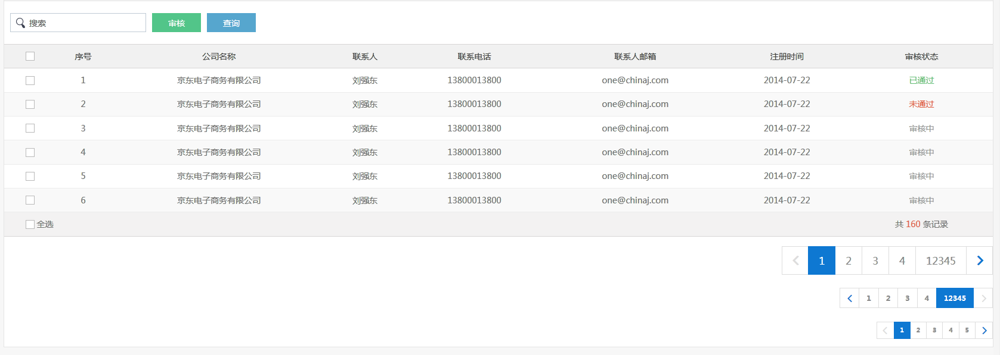 搜索 审核 查询
序号 公司名称 联系人 联系电话 联系人邮箱 注册时间 审核状态
1 京东电子商务有限公司 刘强东 13800013800 one@chinaj.com 2014-07-22 已通过
2 京东电子商务有限公司 刘强东 13800013800 one@chinaj.com 2014-07-22 未通过
3 京东电子商务有限公司 刘强东 13800013800 one@chinaj.com 2014-07-22 审核中
4 京东电子商务有限公司 刘强东 13800013800 one@chinaj.com 2014-07-22 审核中
5 京东电子商务有限公司 刘强东 13800013800 one@chinaj.com 2014-07-22 审核中
6 京东电子商务有限公司 刘强东 13800013800 one@chinaj.com 2014-07-22 审核中
全选 共 160 条记录
1 2 3 4 12345
1 2 3 4 12345
1 2 3 4 5